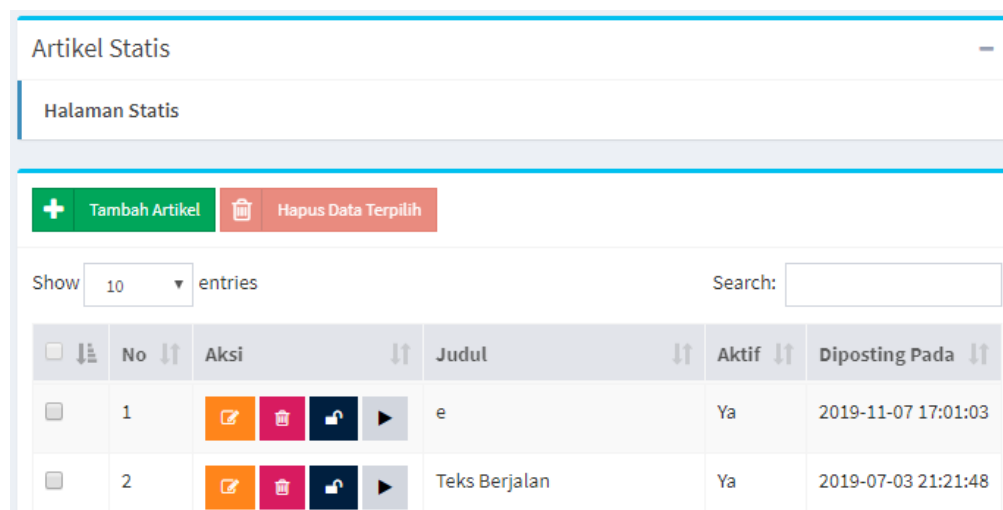 Artikel Statis
Halaman Statis
Tambah Artikel Hapus Data Terpilih
Show 10 entries Search:
No Aksi Judul Aktif Diposting Pada
1 e Ya 2019-11-07 17:01:03
2 Teks Berjalan Ya 2019-07-03 21:21:48